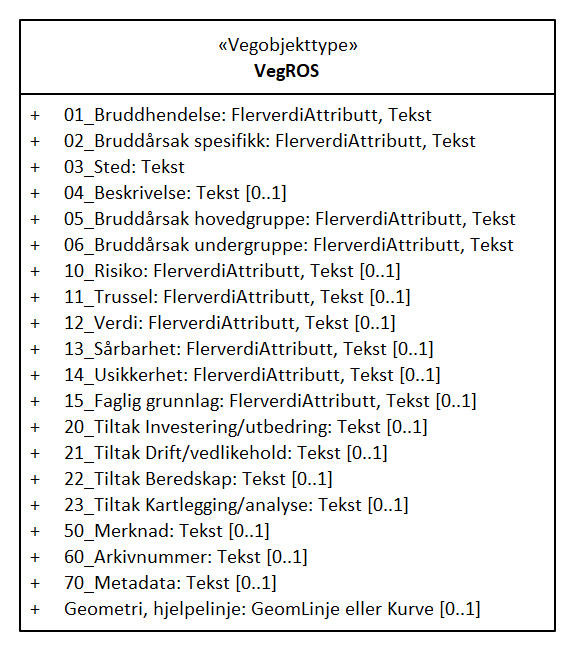 «Vegobjekttype»
VegROS
+ 01_Bruddhendelse: FlerverdiAttributt, Tekst
+ 02_Bruddårsak spesifikk: FlerverdiAttributt, Tekst
+ 03_Sted: Tekst
+ 04_Beskrivelse: Tekst [0..1]
+ 05_Bruddårsak hovedgruppe: FlerverdiAttributt, Tekst
+ 06_Bruddårsak undergruppe: FlerverdiAttributt, Tekst
+ 10_Risiko: FlerverdiAttributt, Tekst [0..1]
+ 11_Trussel: FlerverdiAttributt, Tekst [0..1]
+ 12_Verdi: FlerverdiAttributt, Tekst [0..1]
+ 13_Sårbarhet: FlerverdiAttributt, Tekst [0..1]
+ 14_Usikkerhet: FlerverdiAttributt, Tekst [0..1]
+ 15_Faglig grunnlag: FlerverdiAttributt, Tekst [0..1]
+ 20_Tiltak Investering/utbedring: Tekst [0..1]
+ 21_Tiltak Drift/vedlikehold: Tekst [0..1]
+ 22_Tiltak Beredskap: Tekst [0..1]
+ 23_Tiltak Kartlegging/analyse: Tekst [0..1]
+ 50_Merknad: Tekst [0..1]
+ 60_Arkivnummer: Tekst [0..1]
+ 70_Metadata: Tekst [0..1]
+ Geometri, hjelpelinje: GeomLinje eller Kurve [0..1]